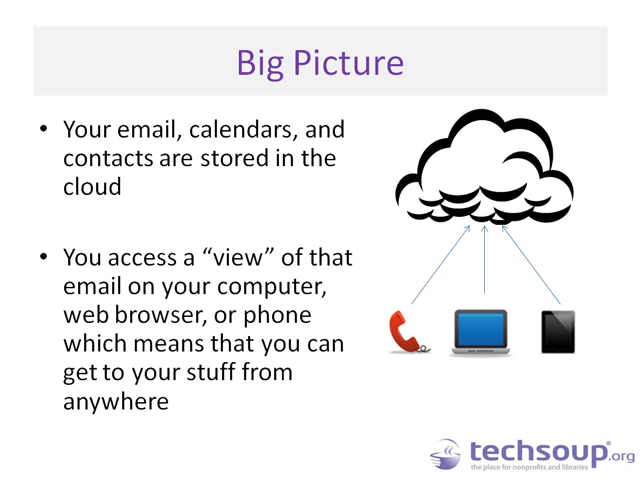 Big Picture
• Your email, calendars, and
contacts are stored in the
cloud
• You access a “view” of that
email on your computer,
web browser, or phone
which means that you can
get to your stuff from
anywhere
techsoup®.org
the place for nonprofits and libraries